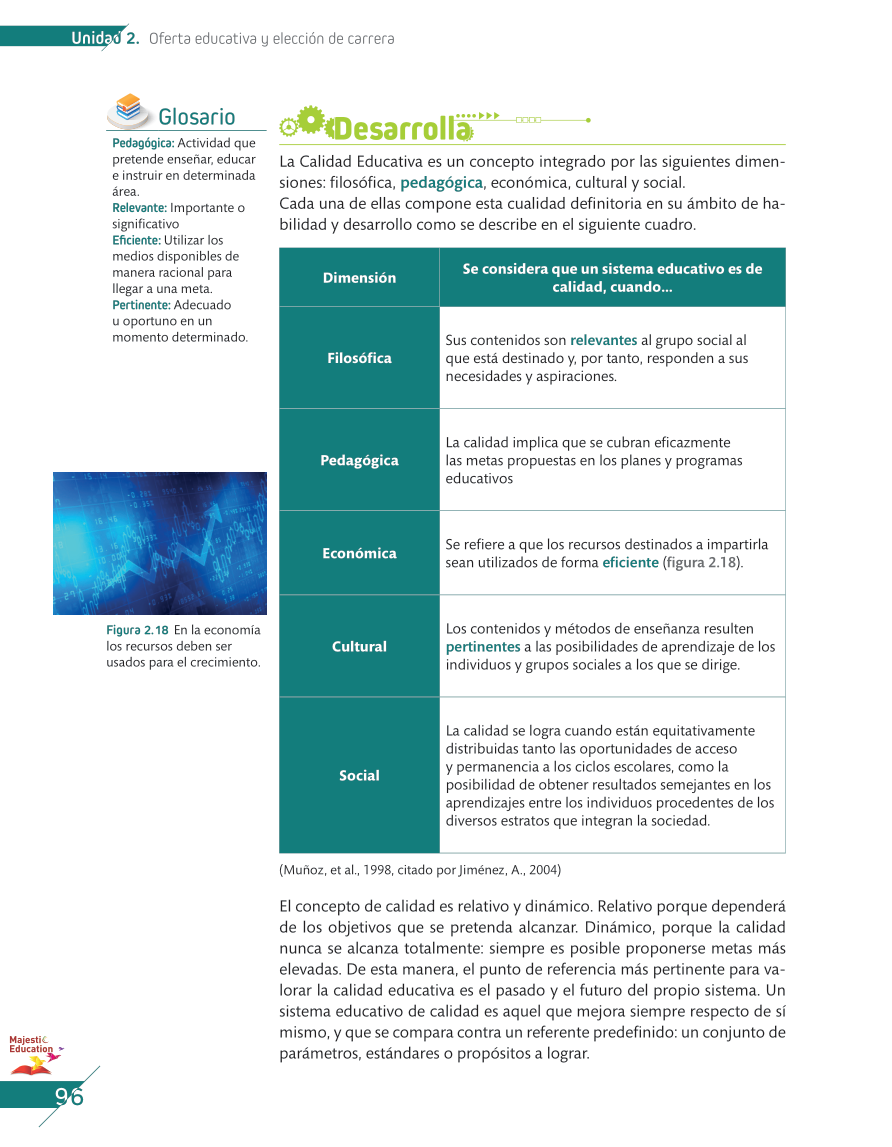 Unidad 2. Oferta educativa y elección de carrera
Glosario
Pedagógica: Actividad que
pretende enseñar, educar
e instruir en determinada
área.
Relevante: Importante o
significativo
Eficiente: Utilizar los
medios disponibles de
manera racional para
llegar a una meta.
Pertinente: Adecuado
u oportuno en un
momento determinado.
Figura 2.18 En la economía
los recursos deben ser
usados para el crecimiento.
Desarrolla
La Calidad Educativa es un concepto integrado por las siguientes dimen-
siones: filosófica, pedagógica, económica, cultural y social.
Cada una de ellas compone esta cualidad definitoria en su ámbito de ha-
bilidad y desarrollo como se describe en el siguiente cuadro.
Dimensión
Se considera que un sistema educativo es de
calidad, cuando...
Filosófica
Sus contenidos son relevantes al grupo social al
que está destinado y, por tanto, responden a sus
necesidades y aspiraciones.
Pedagógica
La calidad implica que se cubran eficazmente
las metas propuestas en los planes y programas
educativos
Económica
Se refiere a que los recursos destinados a impartirla
sean utilizados de forma eficiente (figura 2.18).
Cultural
Los contenidos y métodos de enseñanza resulten
pertinentes a las posibilidades de aprendizaje de los
individuos y grupos sociales a los que se dirige.
Social
La calidad se logra cuando están equitativamente
distribuidas tanto las oportunidades de acceso
y permanencia a los ciclos escolares, como la
posibilidad de obtener resultados semejantes en los
aprendizajes entre los individuos procedentes de los
diversos estratos que integran la sociedad.
(Muñoz, et al., 1998, citado por Jiménez, A., 2004)
El concepto de calidad es relativo y dinámico. Relativo porque dependerá
de los objetivos que se pretenda alcanzar. Dinámico, porque la calidad
nunca se alcanza totalmente: siempre es posible proponerse metas más
elevadas. De esta manera, el punto de referencia más pertinente para va-
lorar la calidad educativa es el pasado y el futuro del propio sistema. Un
sistema educativo de calidad es aquel que mejora siempre respecto de sí
mismo, y que se compara contra un referente predefinido: un conjunto de
parámetros, estándares o propósitos a lograr.
Majestic
Education
96